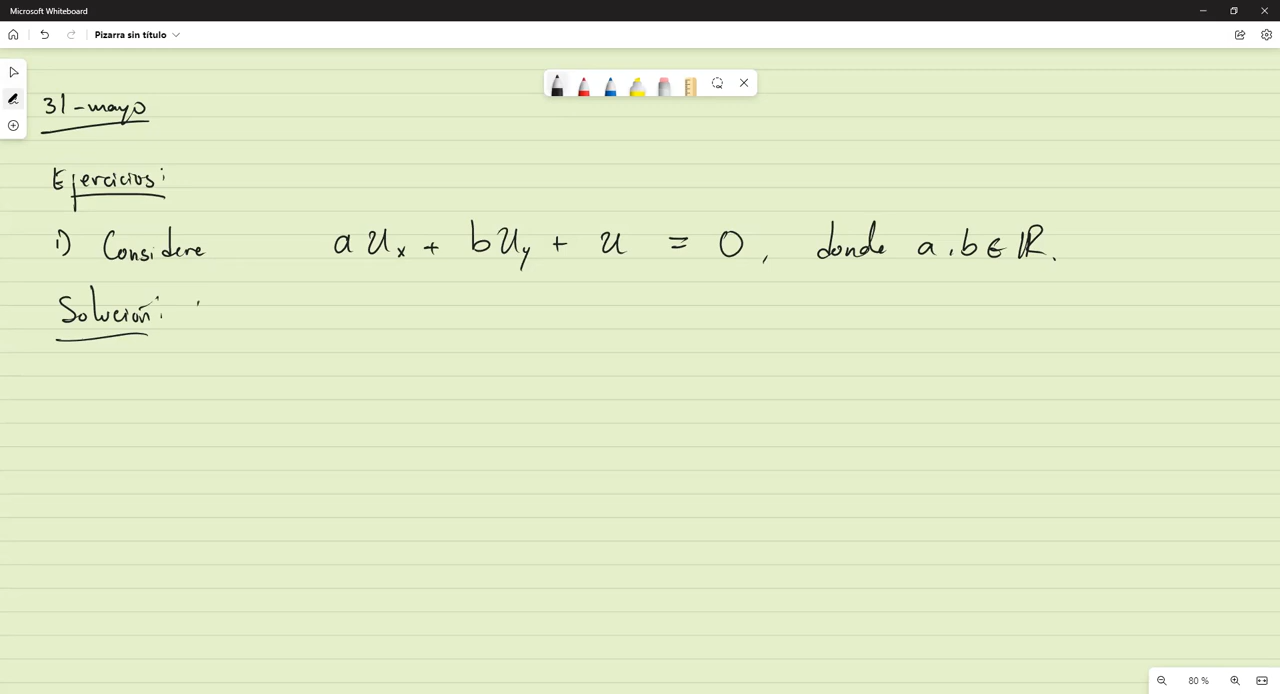 Microsoft Whiteboard
Pizarra sin título
31-mayo
Ejercicios:
1) Considere a u_x + b u_y + u = 0, donde a, b ∈ ℝ.
Solución:
80 %